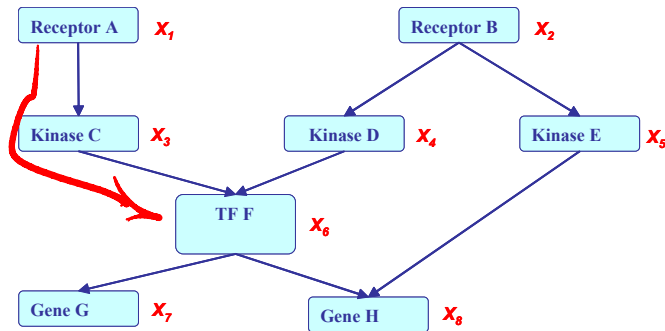 Receptor A X1 Receptor B X2
Kinase C X3 Kinase D X4 Kinase E X5
TF F X6
Gene G X7 Gene H X8